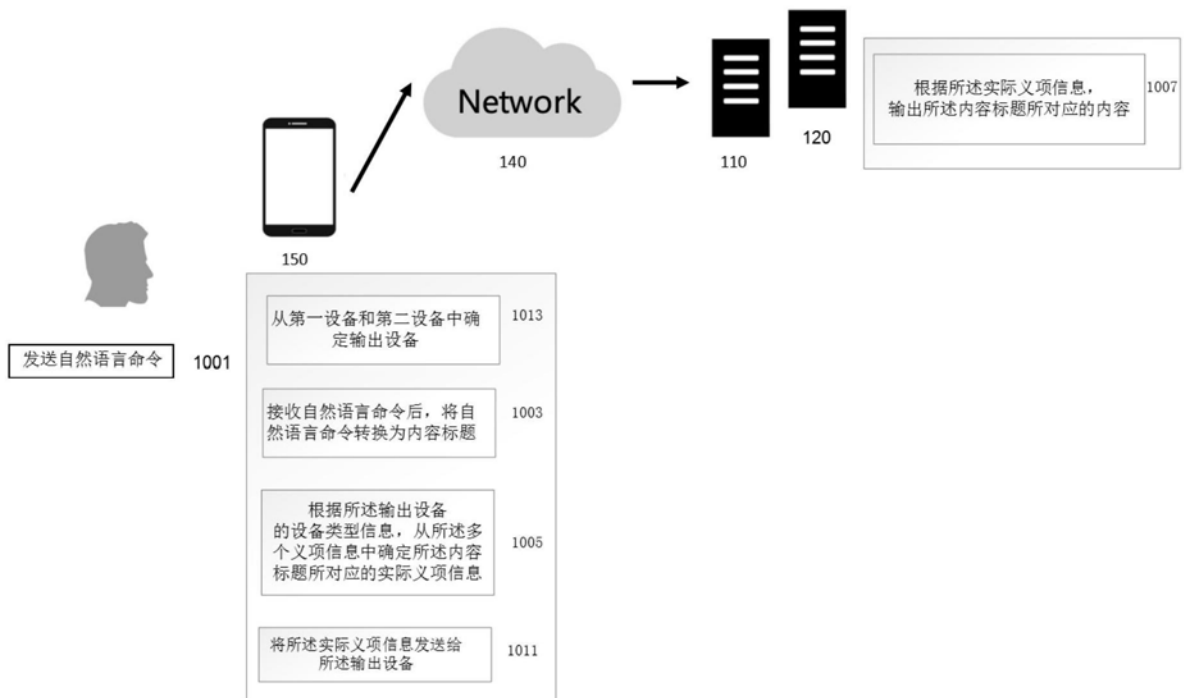 Network
140
110
120
根据所述实际义项信息，
输出所述内容标题所对应的内容
1007
150
发送自然语言命令
1001
从第一设备和第二设备中确
定输出设备
1013
接收自然语言命令后，将自
然语言命令转换为内容标题
1003
根据所述输出设备
的设备类型信息，从所述多
个义项信息中确定所述内容
标题所对应的实际义项信息
1005
将所述实际义项信息发送给
所述输出设备
1011